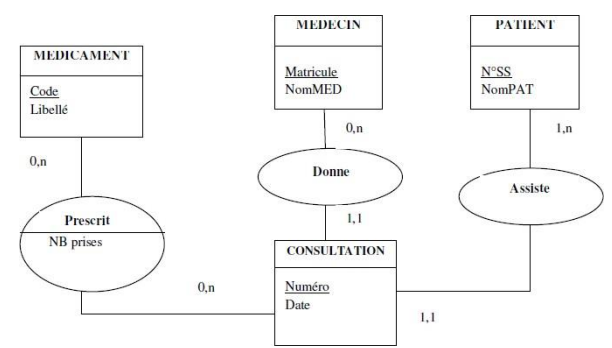 MEDICAMENT
Code
Libellé
MEDECIN
Matricule
NomMED
PATIENT
N°SS
NomPAT
0,n
0,n
1,n
Prescrit
NB prises
Donne
Assiste
1,1
CONSULTATION
Numéro
Date
0,n
1,1